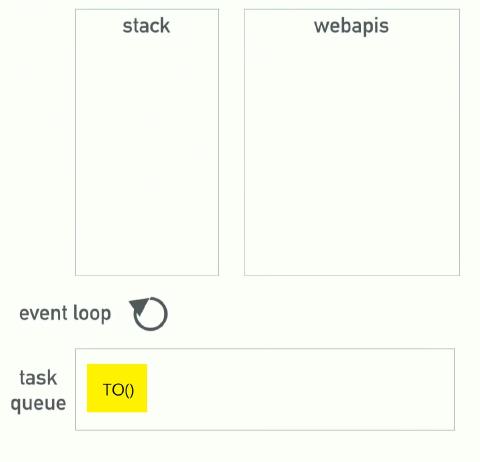 stack
webapis
event loop
task
queue
TO()